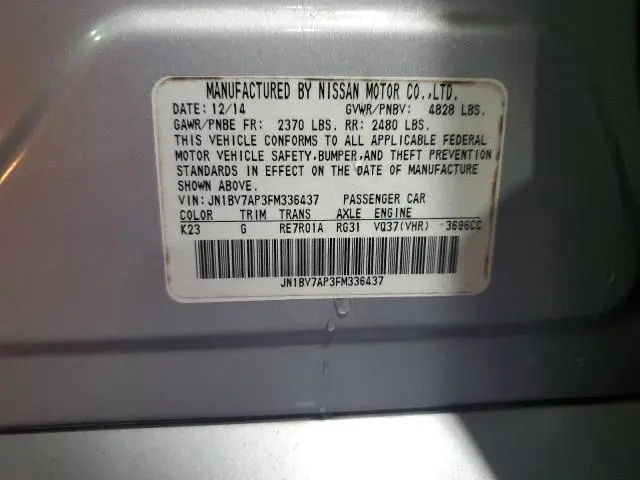 MANUFACTURED BY NISSAN MOTOR CO.,LTD.
DATE: 12/14 GVWR/PNBV: 4828 LBS.
GAWR/PNBE FR: 2370 LBS. RR: 2480 LBS.
THIS VEHICLE CONFORMS TO ALL APPLICABLE FEDERAL
MOTOR VEHICLE SAFETY,BUMPER,AND THEFT PREVENTION
STANDARDS IN EFFECT ON THE DATE OF MANUFACTURE
SHOWN ABOVE.
VIN: JN1BV7AP3FM336437 PASSENGER CAR
COLOR TRIM TRANS AXLE ENGINE
K23 G RE7R01A RG31 VQ37(VHR) 3696CC
JN1BV7AP3FM336437